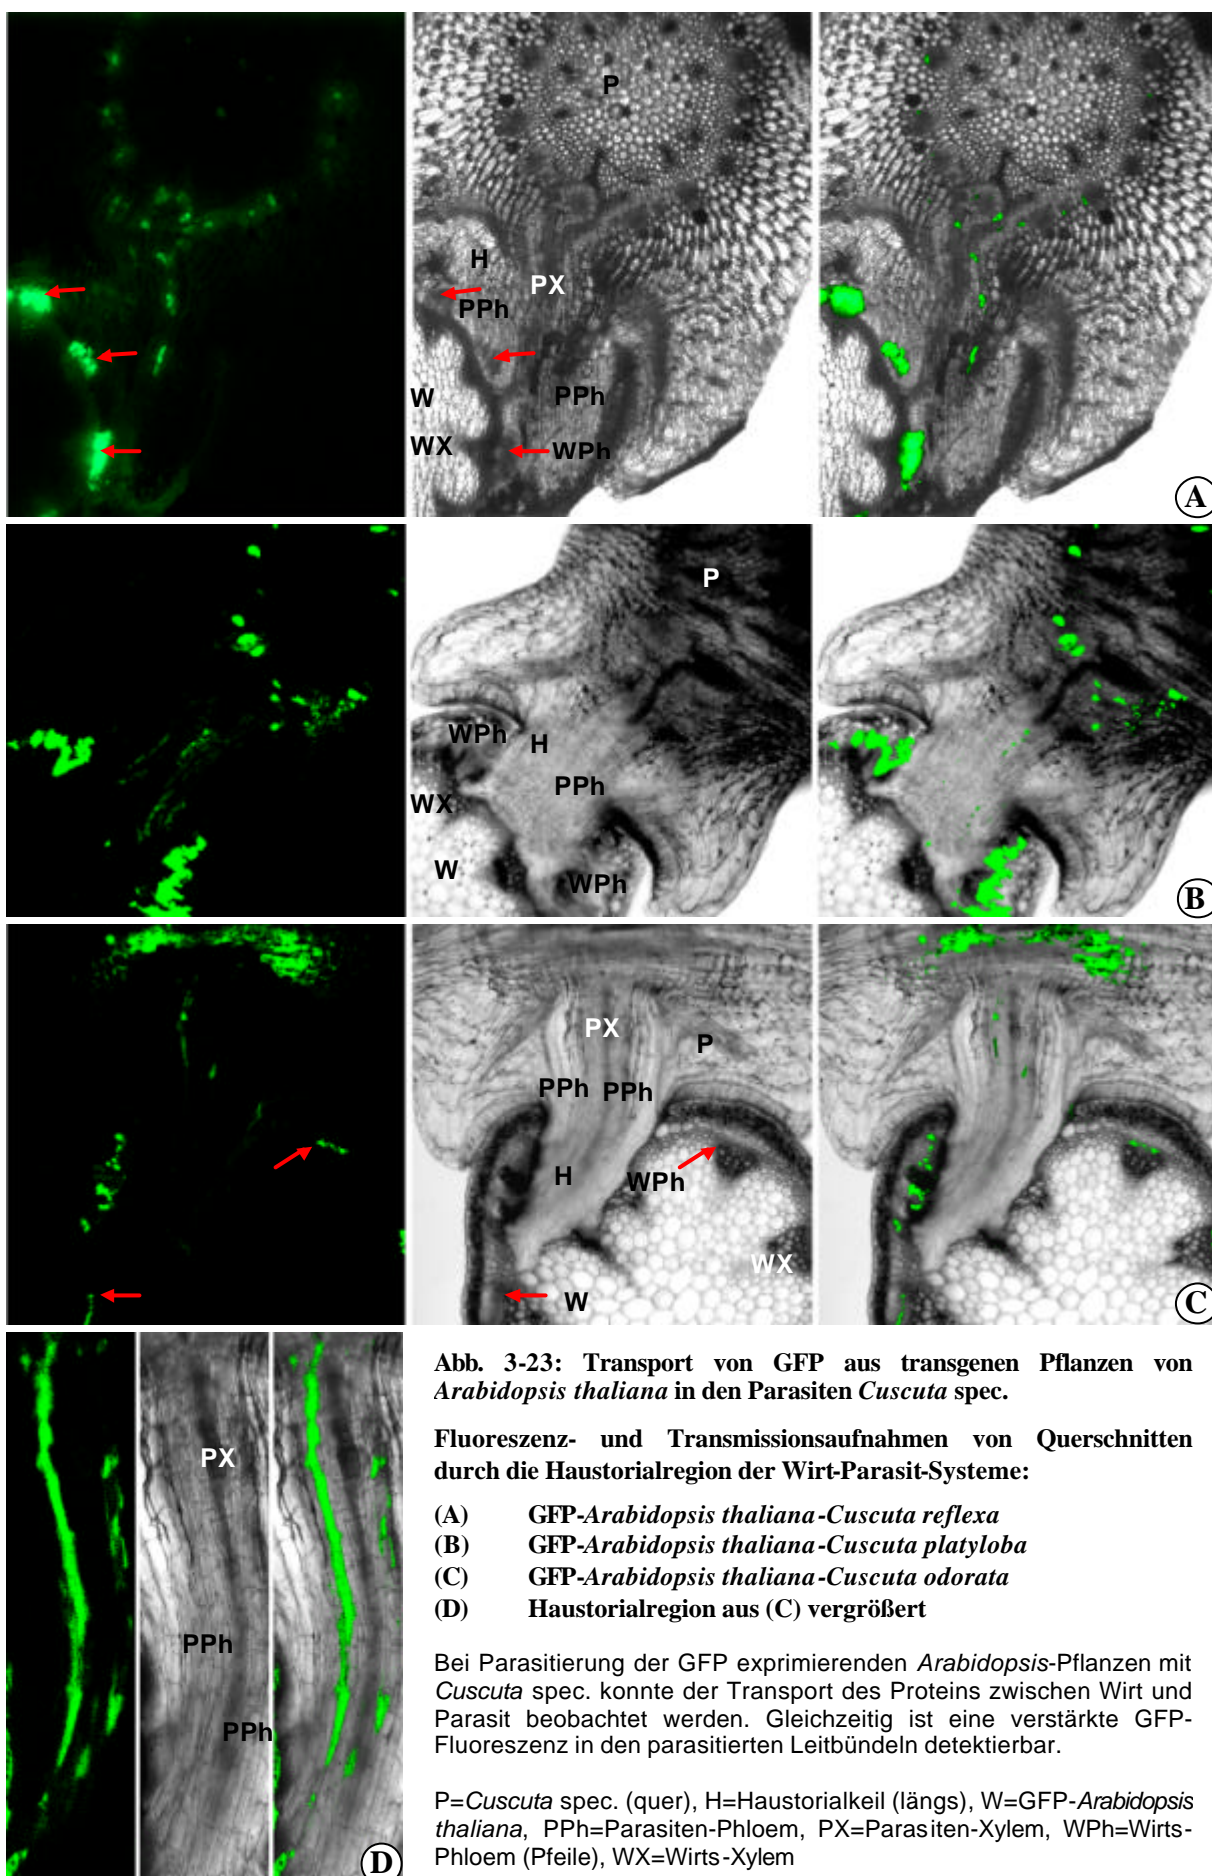 P
H
PX
PPh
W
PPh
WX
WPh
A
P
WPh
H
PPh
WX
W
WPh
B
PX
P
PPh
PPh
H
WPh
WX
W
C
PX
PPh
PPh
D
Abb. 3-23: Transport von GFP aus transgenen Pflanzen von
Arabidopsis thaliana in den Parasiten Cuscuta spec.
Fluoreszenz- und Transmissionsaufnahmen von Querschnitten
durch die Haustorialregion der Wirt-Parasit-Systeme:
(A) GFP-Arabidopsis thaliana-Cuscuta reflexa
(B) GFP-Arabidopsis thaliana-Cuscuta platyloba
(C) GFP-Arabidopsis thaliana-Cuscuta odorata
(D) Haustorialregion aus (C) vergrößert
Bei Parasitierung der GFP exprimierenden Arabidopsis-Pflanzen mit
Cuscuta spec. konnte der Transport des Proteins zwischen Wirt und
Parasit beobachtet werden. Gleichzeitig ist eine verstärkte GFP-
Fluoreszenz in den parasitierten Leitbündeln detektierbar.
P=Cuscuta spec. (quer), H=Haustorialkeil (längs), W=GFP-Arabidopsis
thaliana, PPh=Parasiten-Phloem, PX=Parasiten-Xylem, WPh=Wirts-
Phloem (Pfeile), WX=Wirts-Xylem